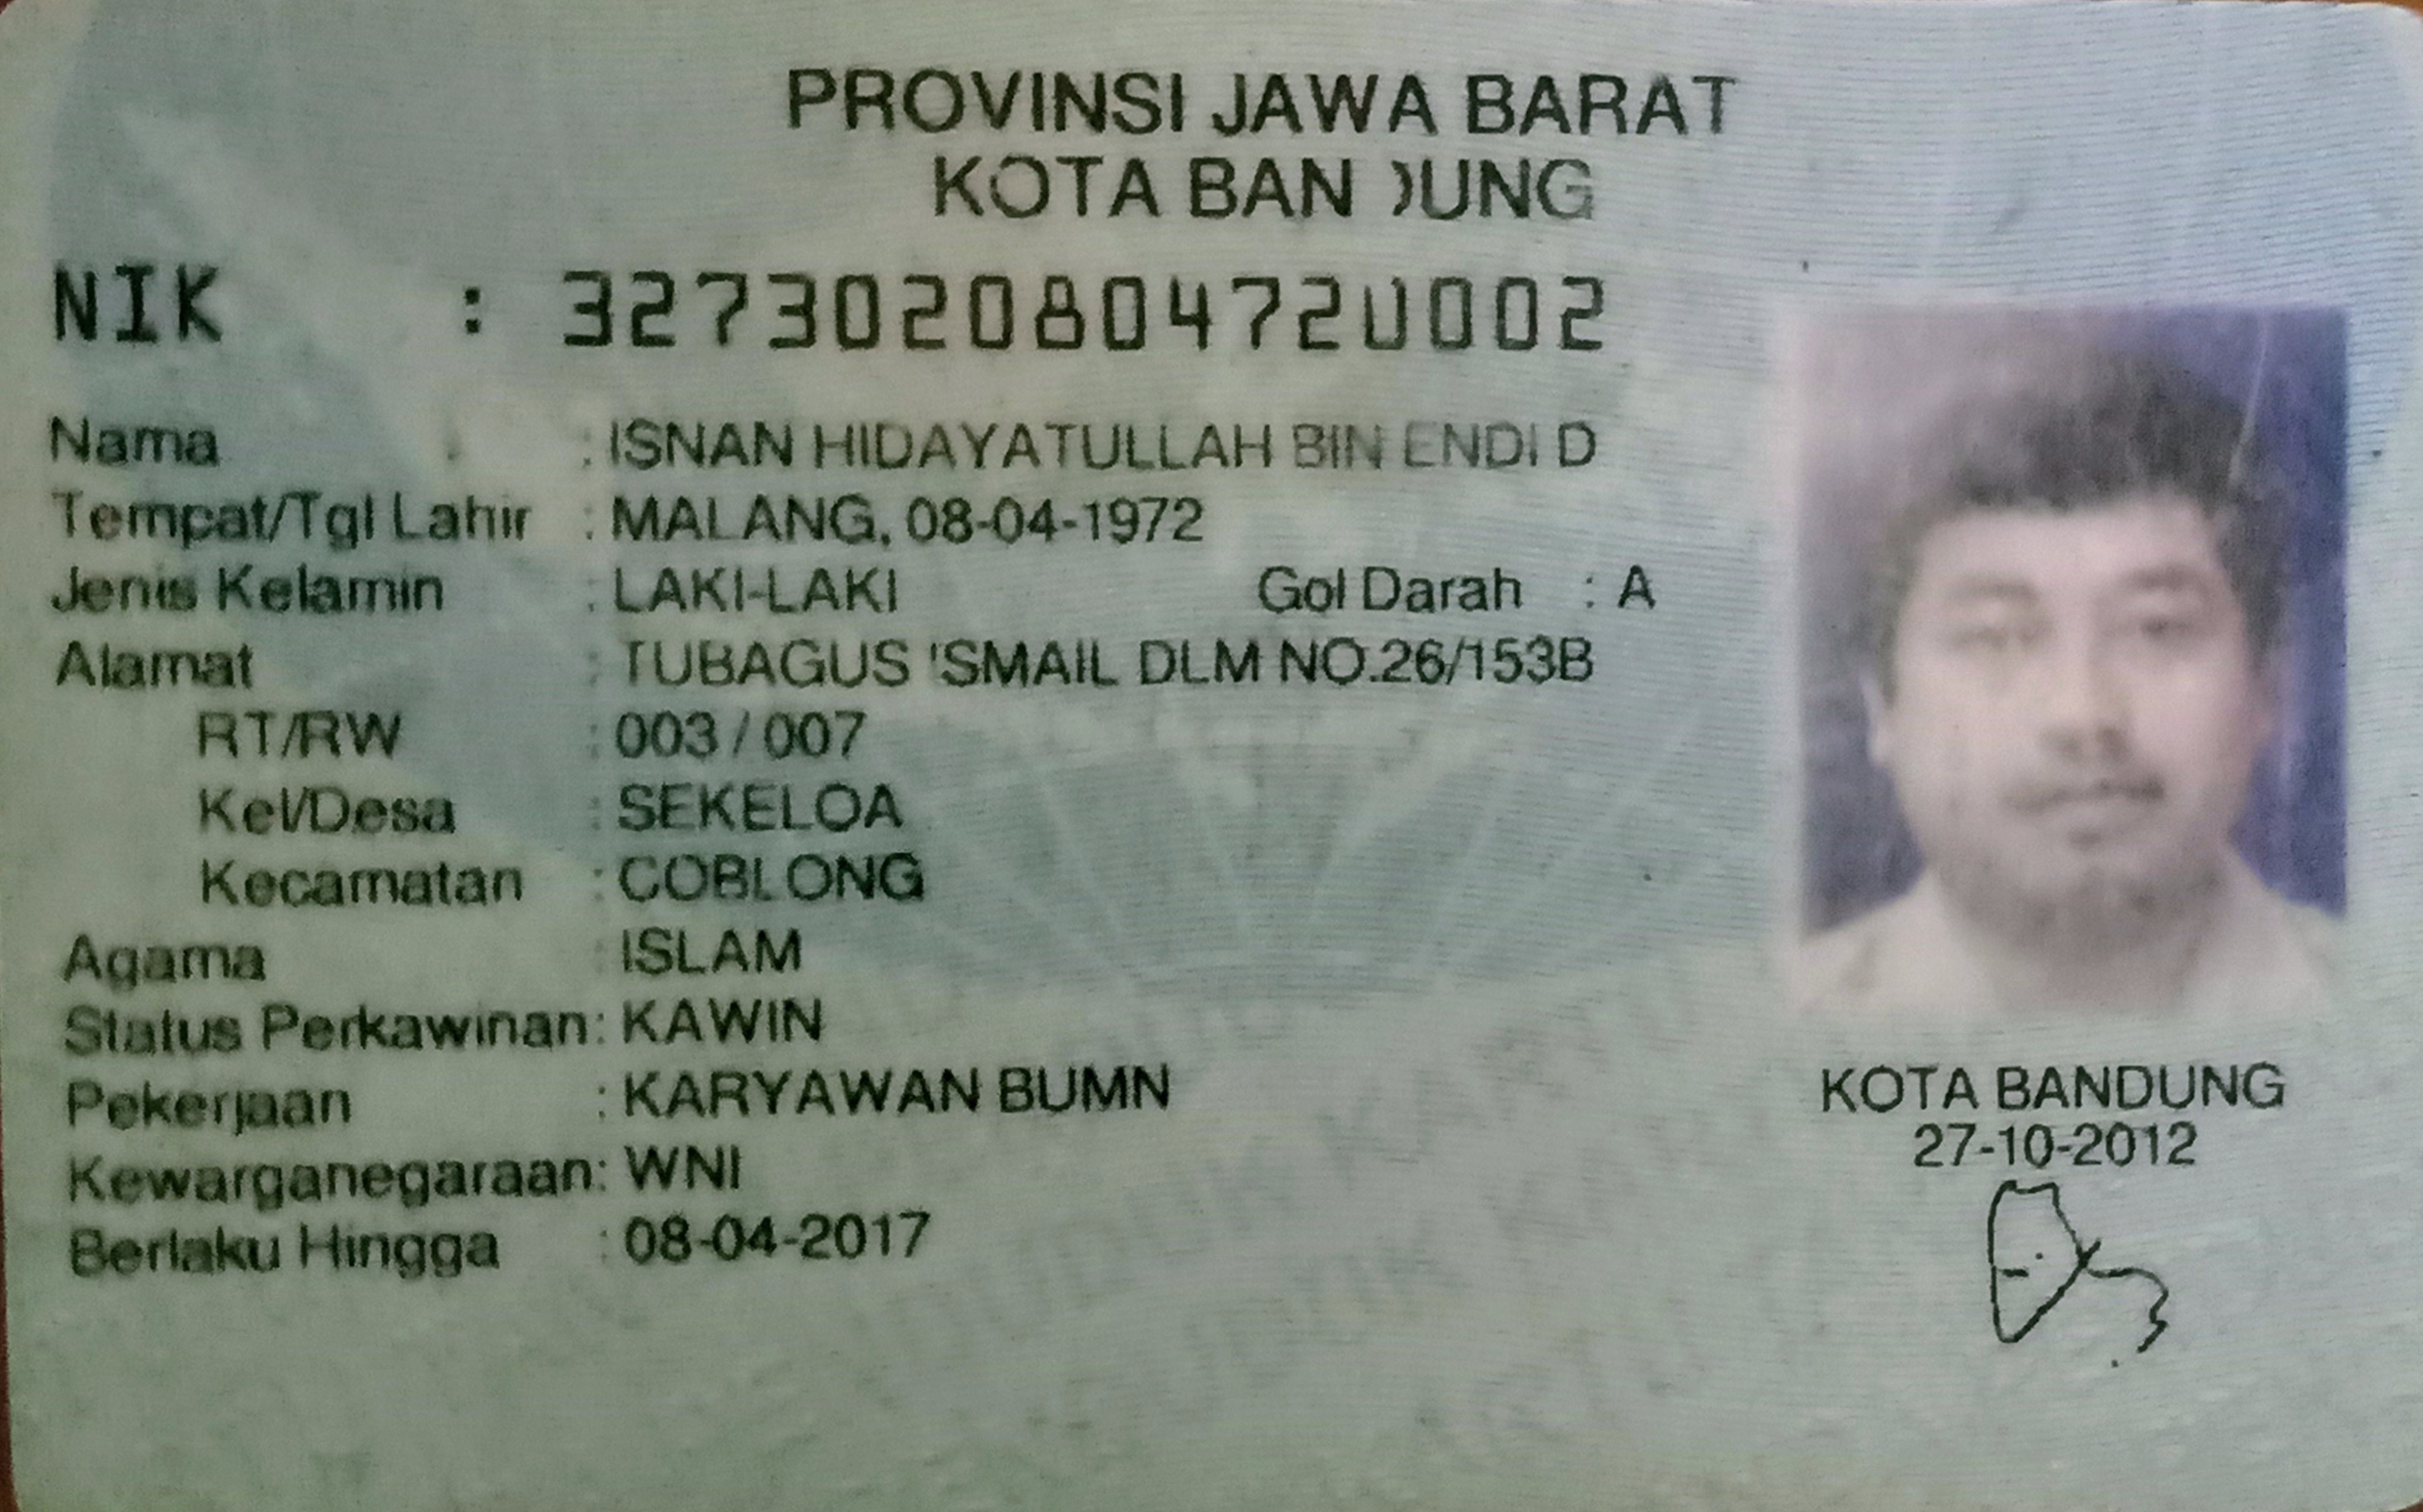 PROVINSI JAWA BARAT
KOTA BANDUNG
NIK : 3273020804720002
Nama : ISNAN HIDAYATULLAH BIN ENDI D
Tempat/Tgl Lahir : MALANG, 08-04-1972
Jenis Kelamin : LAKI-LAKI Gol Darah : A
Alamat : TUBAGUS ISMAIL DLM NO.26/153B
RT/RW : 003 / 007
Kel/Desa : SEKELOA
Kecamatan : COBLONG
Agama : ISLAM
Status Perkawinan: KAWIN
Pekerjaan : KARYAWAN BUMN
Kewarganegaraan: WNI
Berlaku Hingga : 08-04-2017
KOTA BANDUNG
27-10-2012